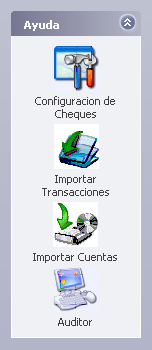 Ayuda
Configuracion de
Cheques
Importar
Transacciones
Importar Cuentas
Auditor